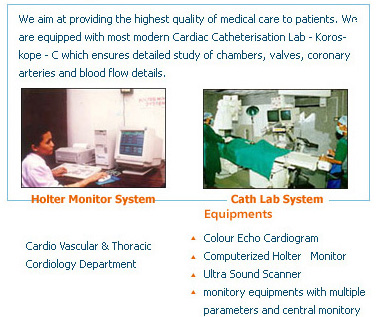 We aim at providing the highest quality of medical care to patients. We
are equipped with most modern Cardiac Catheterisation Lab - Koros-
kope - C which ensures detailed study of chambers, valves, coronary
arteries and blood flow details.
Holter Monitor System
Cath Lab System
Cardio Vascular & Thoracic
Cordiology Department
Equipments
Colour Echo Cardiogram
Computerized Holter Monitor
Ultra Sound Scanner
monitory equipments with multiple
parameters and central monitory